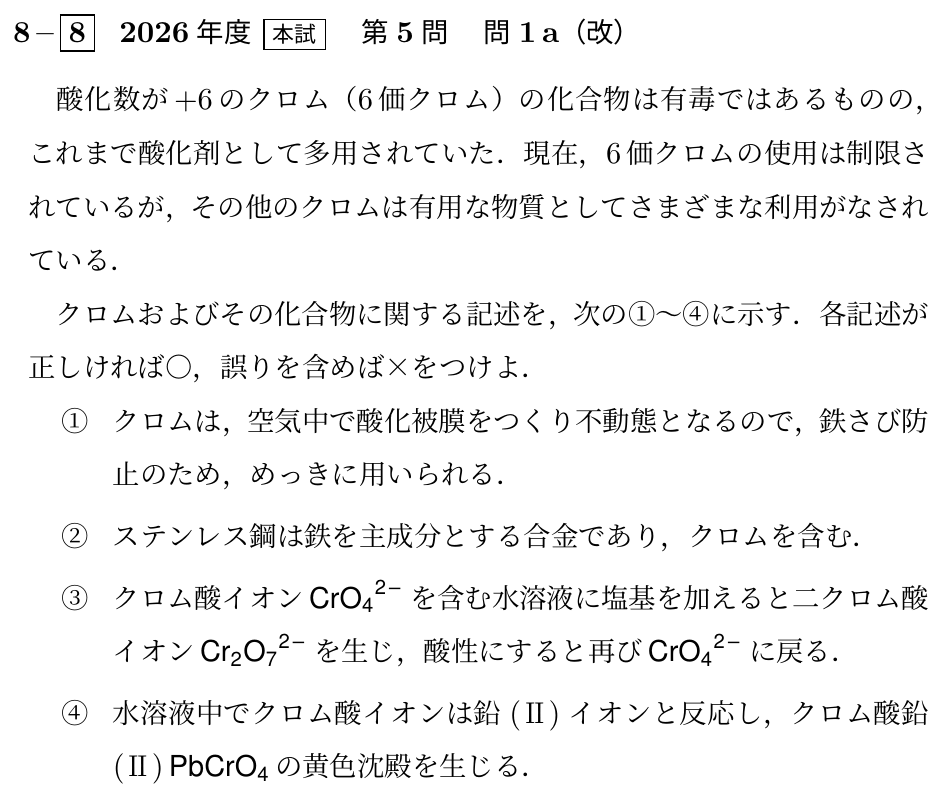 8−8 2026年度 本試 第5問 問1a（改）
酸化数が+6のクロム（6価クロム）の化合物は有毒ではあるものの，
これまで酸化剤として多用されていた．現在，6価クロムの使用は制限さ
れているが，その他のクロムは有用な物質としてさまざまな利用がなされ
ている．
クロムおよびその化合物に関する記述を，次の①〜④に示す．各記述が
正しければ○，誤りを含めば×をつけよ．
① クロムは，空気中で酸化被膜をつくり不動態となるので，鉄さび防
止のため，めっきに用いられる．
② ステンレス鋼は鉄を主成分とする合金であり，クロムを含む．
③ クロム酸イオン CrO₄²⁻ を含む水溶液に塩基を加えると二クロム酸
イオン Cr₂O₇²⁻ を生じ，酸性にすると再び CrO₄²⁻ に戻る．
④ 水溶液中でクロム酸イオンは鉛(Ⅱ)イオンと反応し，クロム酸鉛
(Ⅱ) PbCrO₄ の黄色沈殿を生じる．